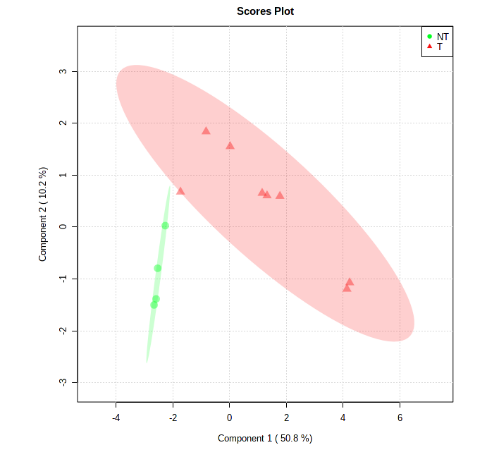 Scores Plot
NT
T
3
2
1
0
-1
-2
-3
Component 2 ( 10.2 %)
-4
-2
0
2
4
6
Component 1 ( 50.8 %)